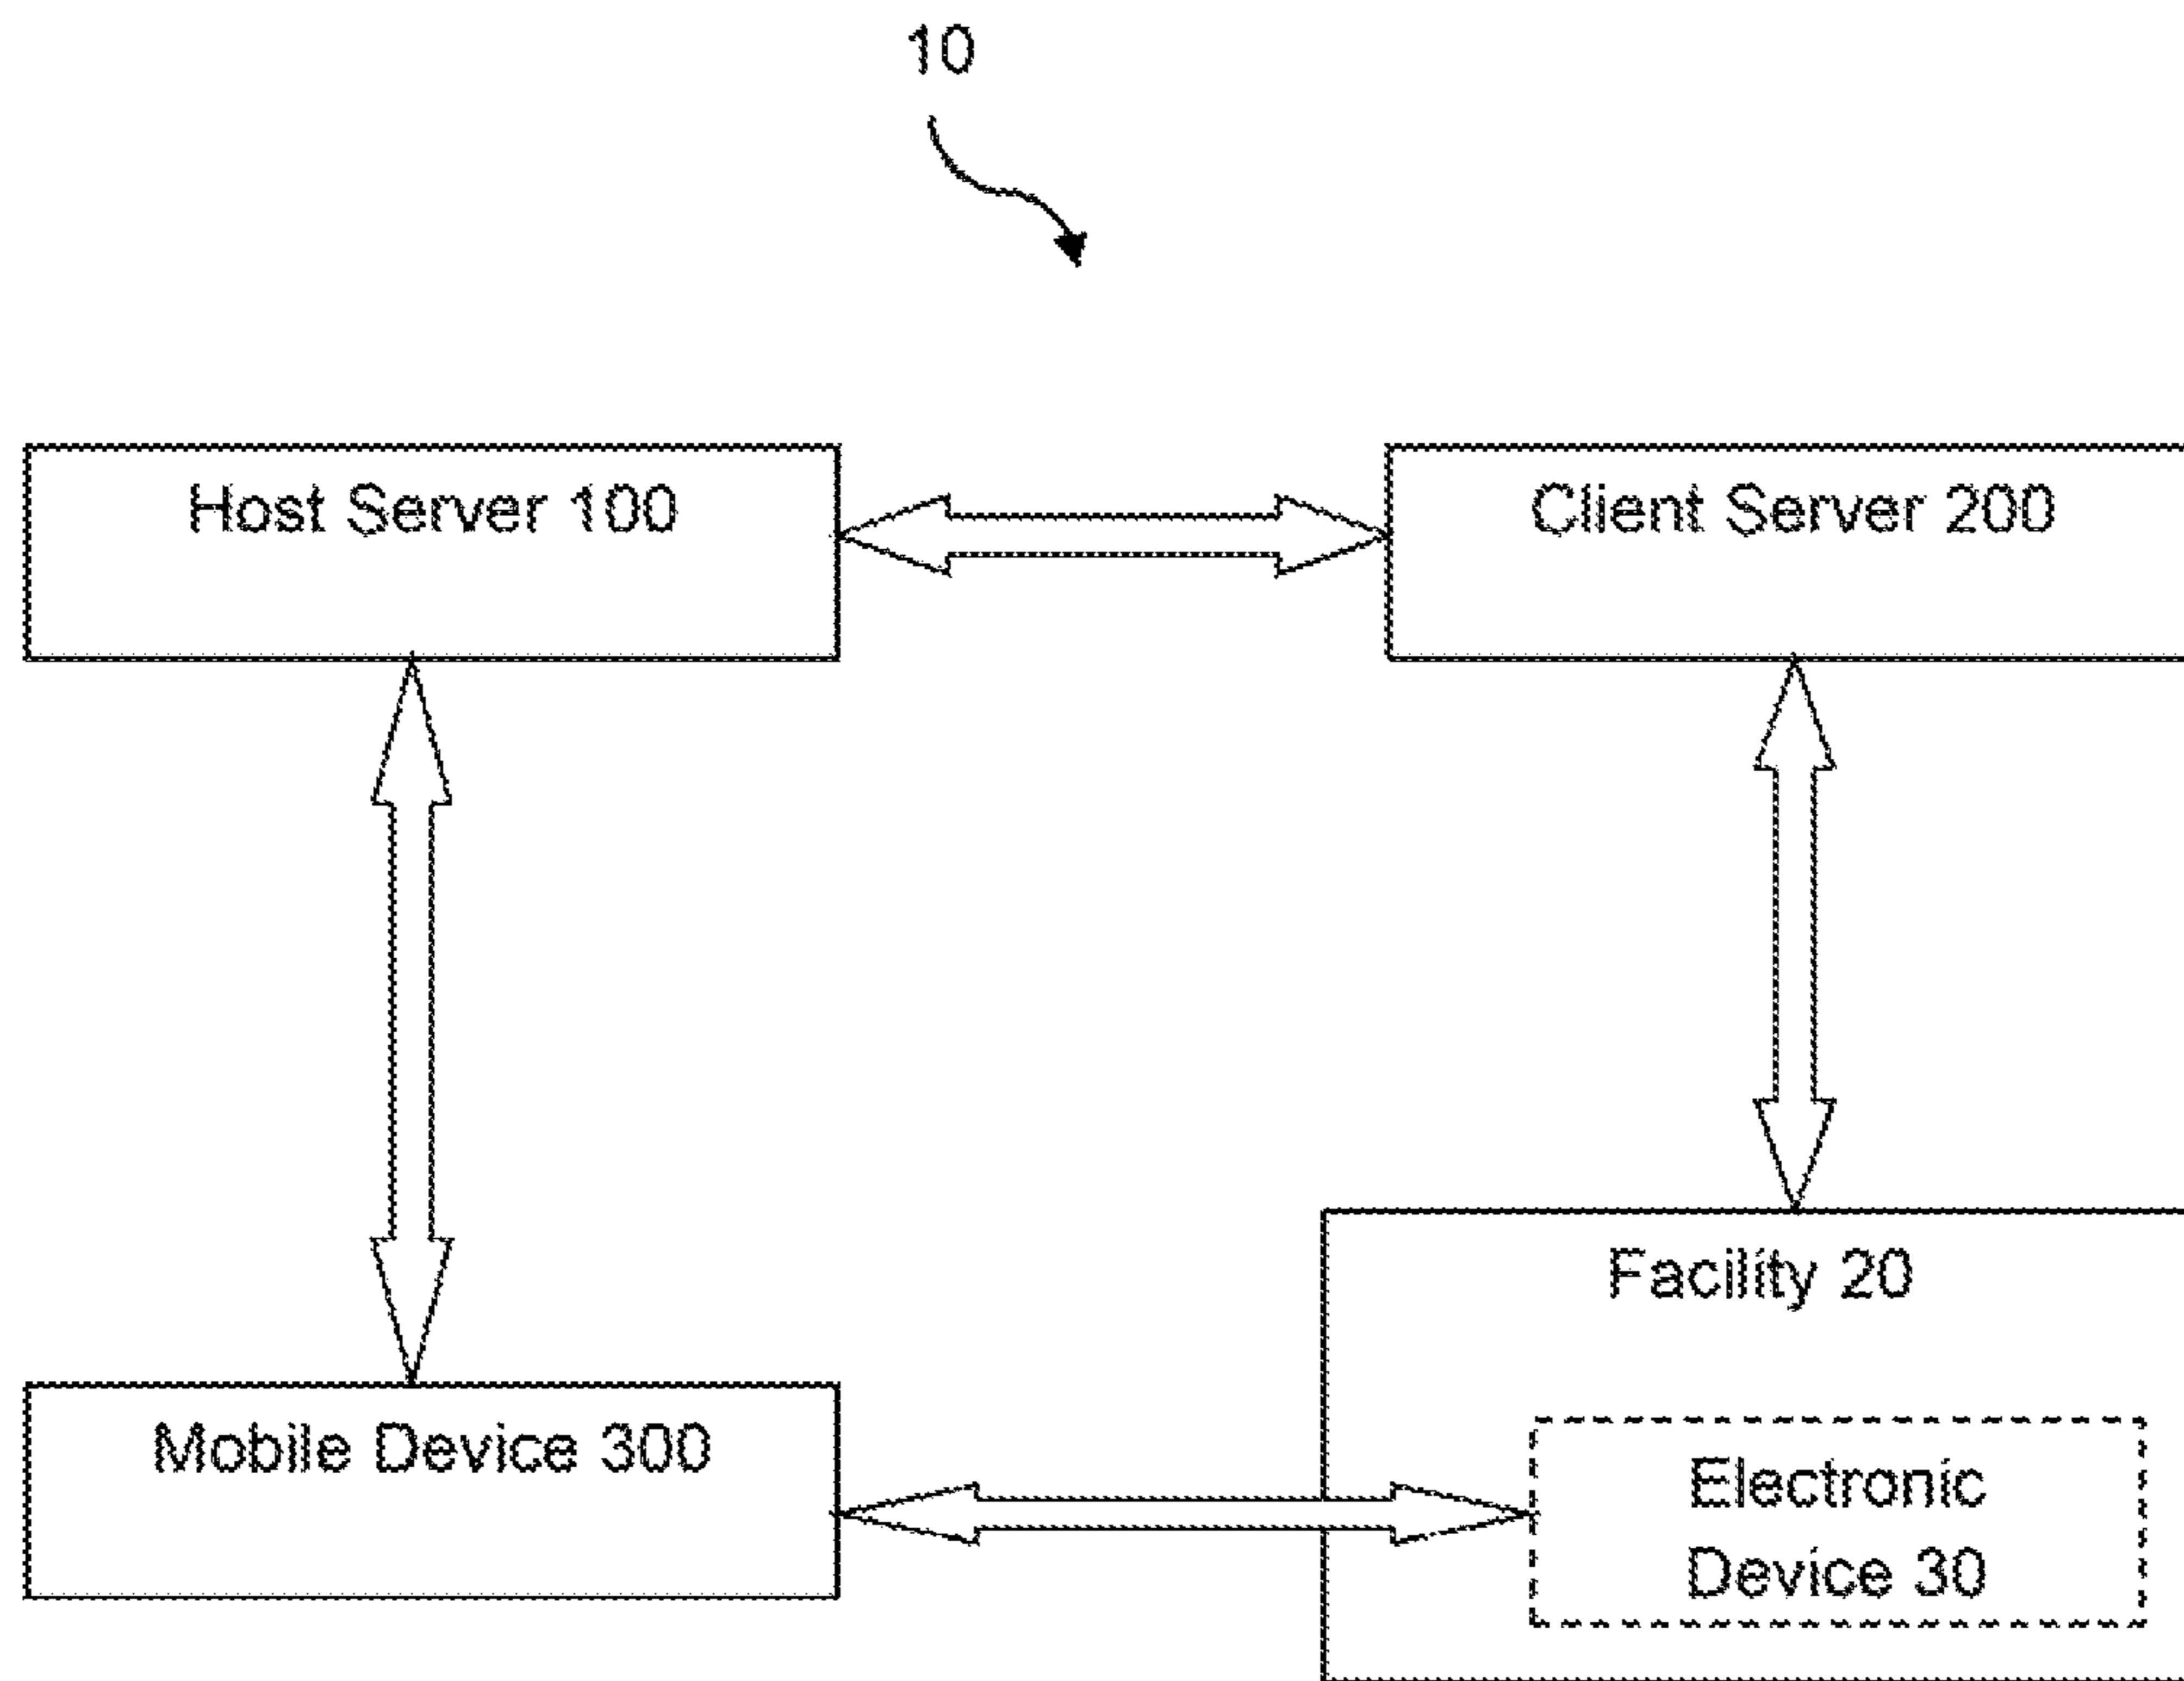 10
Host Server 100
Client Server 200
Facility 20
Mobile Device 300
Electronic
Device 30